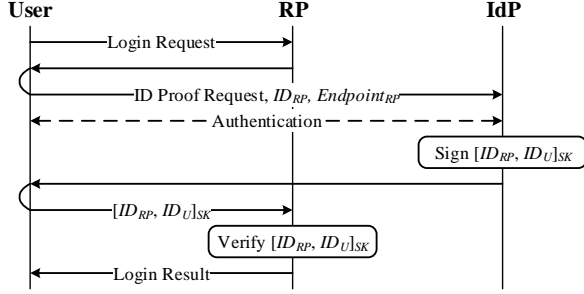 User RP IdP
Login Request
ID Proof Request, ID_RP, Endpoint_RP
Authentication
Sign [ID_RP, ID_U]_SK
[ID_RP, ID_U]_SK
Verify [ID_RP, ID_U]_SK
Login Result